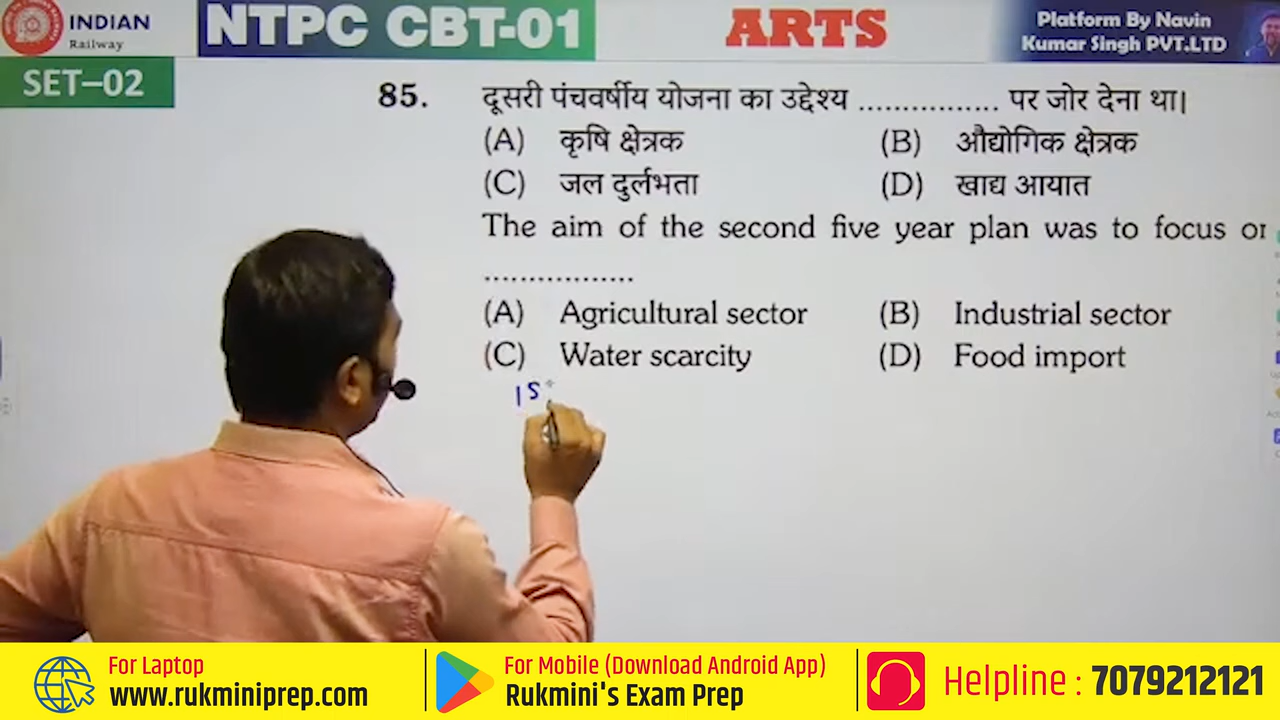 INDIAN
Railway
NTPC CBT-01
ARTS
Platform By Navin
Kumar Singh PVT.LTD
SET-02
85. दूसरी पंचवर्षीय योजना का उद्देश्य ................ पर जोर देना था।
(A) कृषि क्षेत्रक (B) औद्योगिक क्षेत्रक
(C) जल दुर्लभता (D) खाद्य आयात
The aim of the second five year plan was to focus on
.................
(A) Agricultural sector (B) Industrial sector
(C) Water scarcity (D) Food import
1s
For Laptop
www.rukminiprep.com
For Mobile (Download Android App)
Rukmini's Exam Prep
Helpline : 7079212121